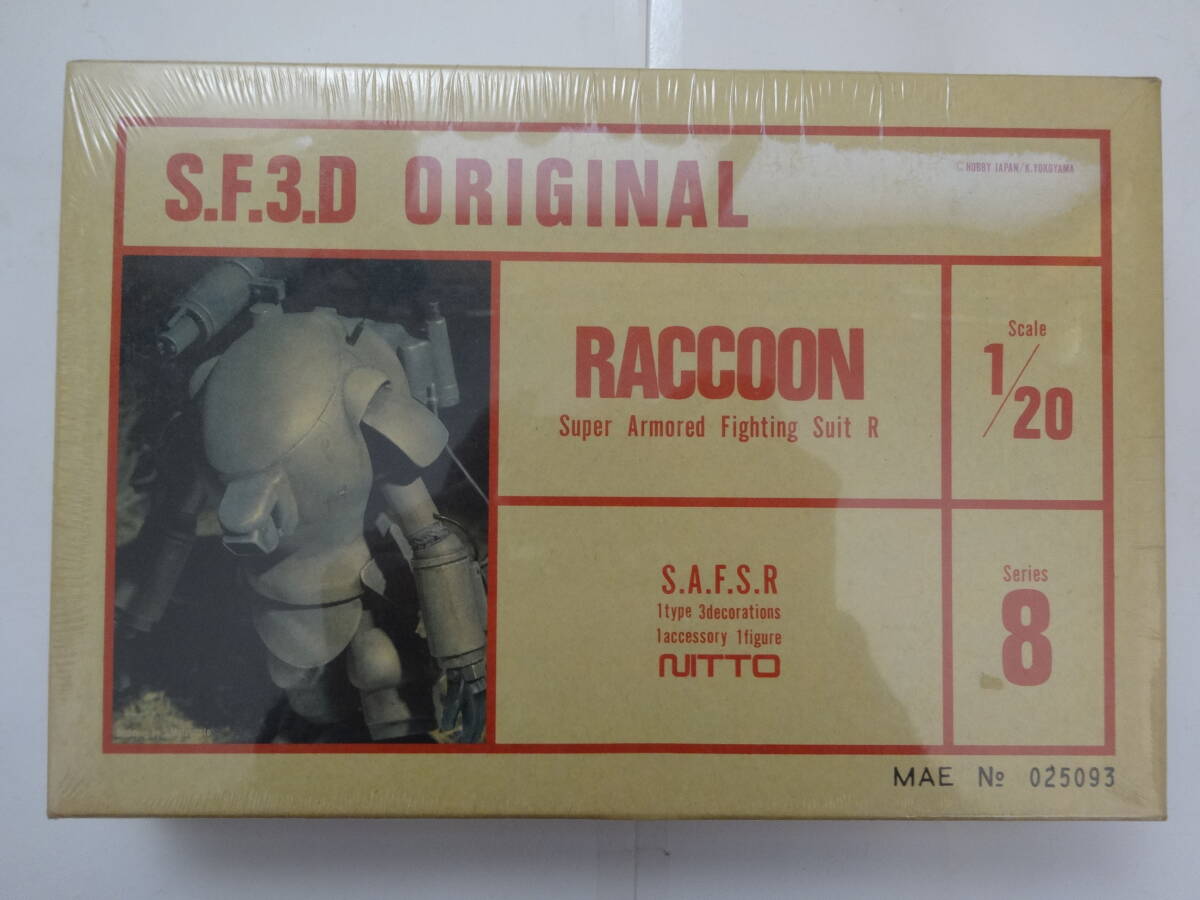 S.F.3.D ORIGINAL
© HOBBY JAPAN/K.YOKOYAMA
RACCOON
Super Armored Fighting Suit R
Scale
1/20
S.A.F.S.R
1type 3decorations
1accessory 1figure
NITTO
Series
8
MAE № 025093